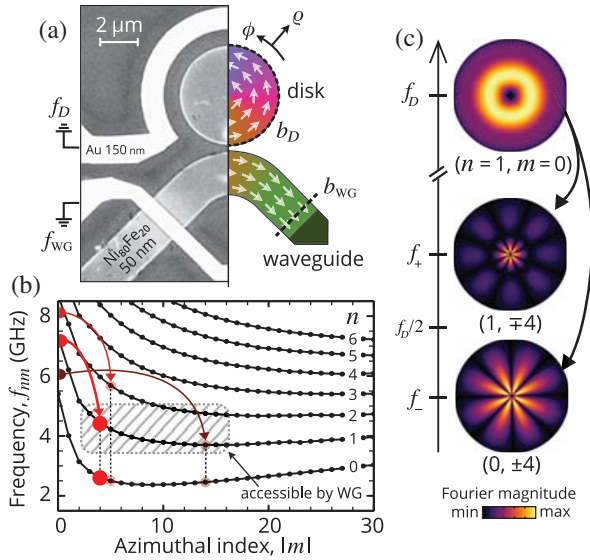 (a)
2 μm
ϕ
ϱ
disk
f_D
b_D
Au 150 nm
b_WG
f_WG
Ni80Fe20
50 nm
waveguide
(b)
Frequency, f_nm (GHz)
8
6
4
2
n
6
5
4
3
2
1
0
accessible by WG
0
10
20
30
Azimuthal index, |m|
(c)
f_D
(n = 1, m = 0)
f_+
(1, ∓4)
f_D/2
f_-
(0, ±4)
Fourier magnitude
min
max